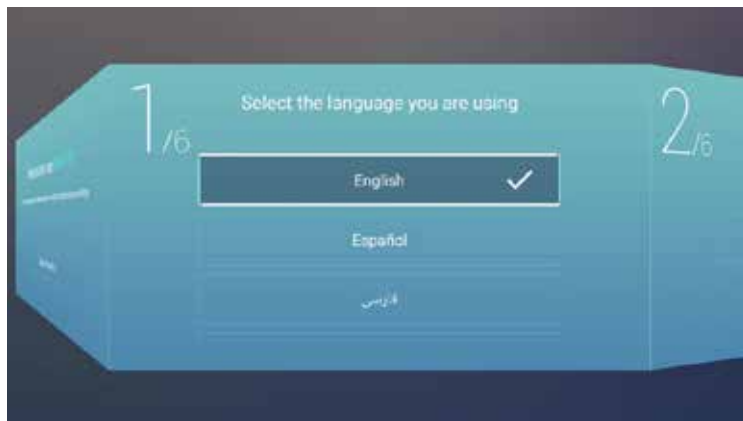 1/6
Select the language you are using
English
Español
فارسی
2/6